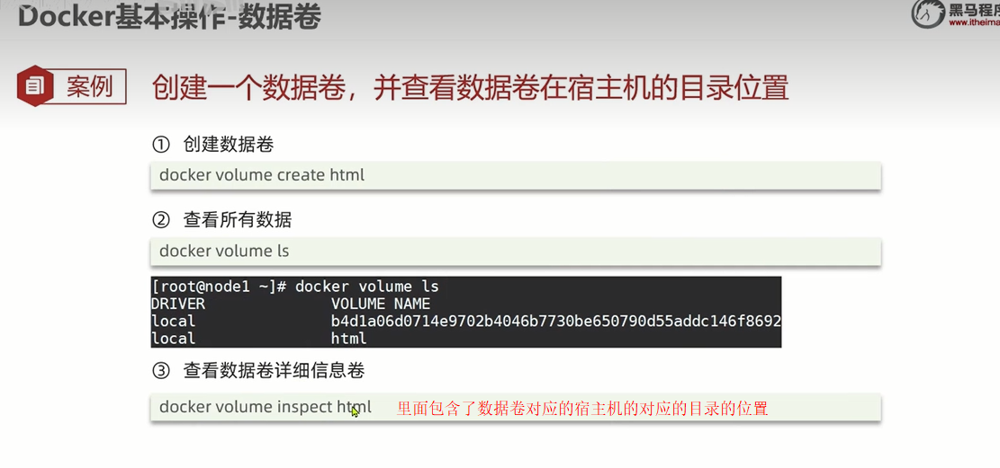 Docker基本操作-数据卷
黑马程序
www.itheima
案例
创建一个数据卷，并查看数据卷在宿主机的目录位置
① 创建数据卷
docker volume create html
② 查看所有数据
docker volume ls
[root@node1 ~]# docker volume ls
DRIVER VOLUME NAME
local b4d1a06d0714e9702b4046b7730be650790d55addc146f8692
local html
③ 查看数据卷详细信息卷
docker volume inspect html 里面包含了数据卷对应的宿主机的对应的目录的位置